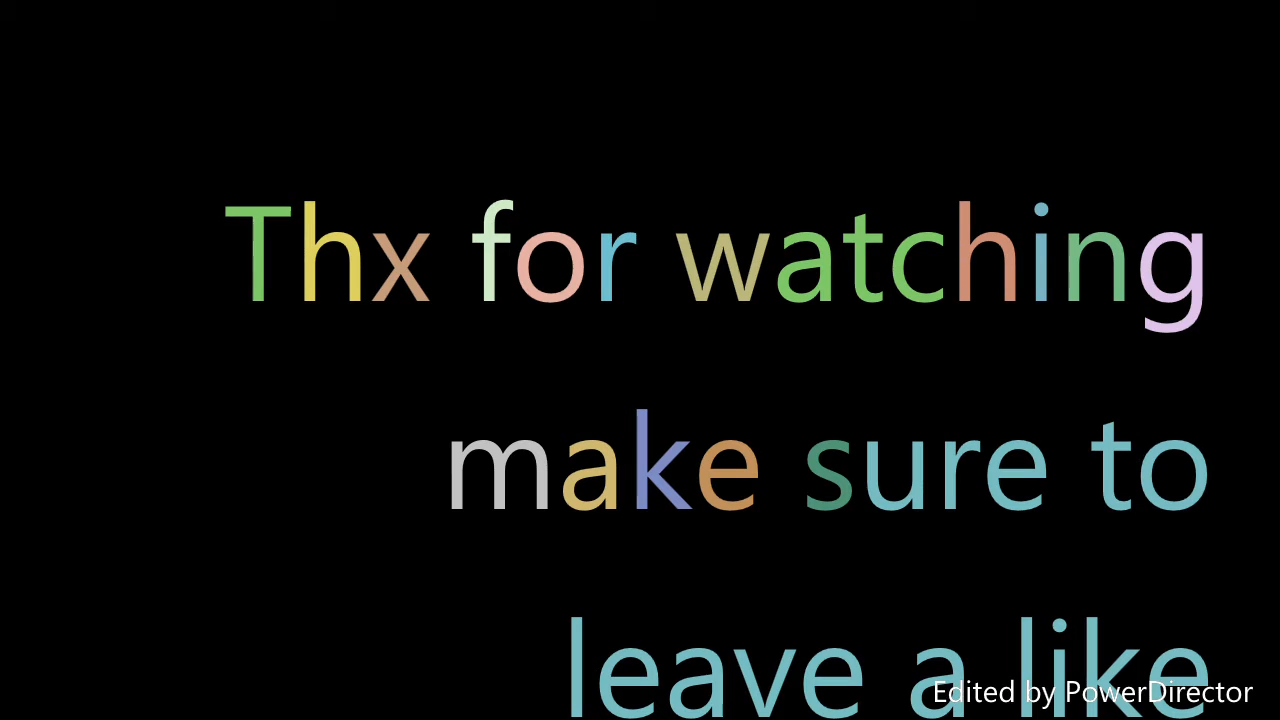 Thx for watching
make sure to
leave a like
Edited by PowerDirector